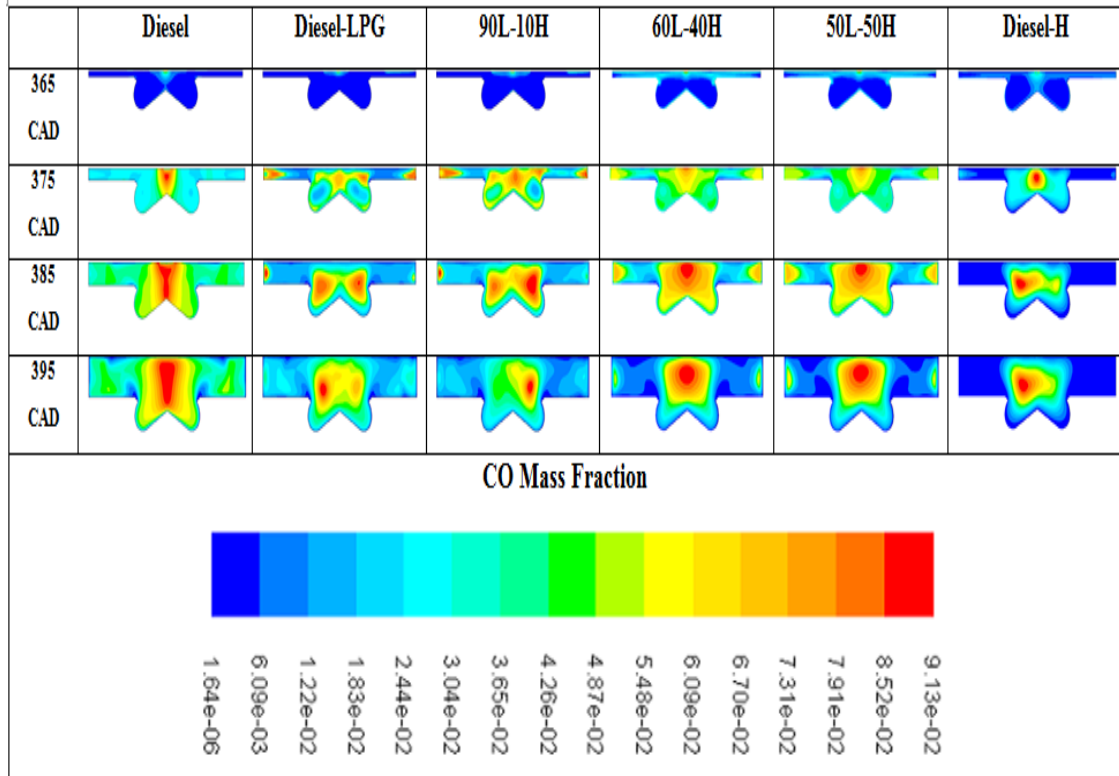 Diesel Diesel-LPG 90L-10H 60L-40H 50L-50H Diesel-H
365
CAD
375
CAD
385
CAD
395
CAD
CO Mass Fraction
1.64e-06 6.09e-03 1.22e-02 1.83e-02 2.44e-02 3.04e-02 3.65e-02 4.26e-02 4.87e-02 5.48e-02 6.09e-02 6.70e-02 7.31e-02 7.91e-02 8.52e-02 9.13e-02